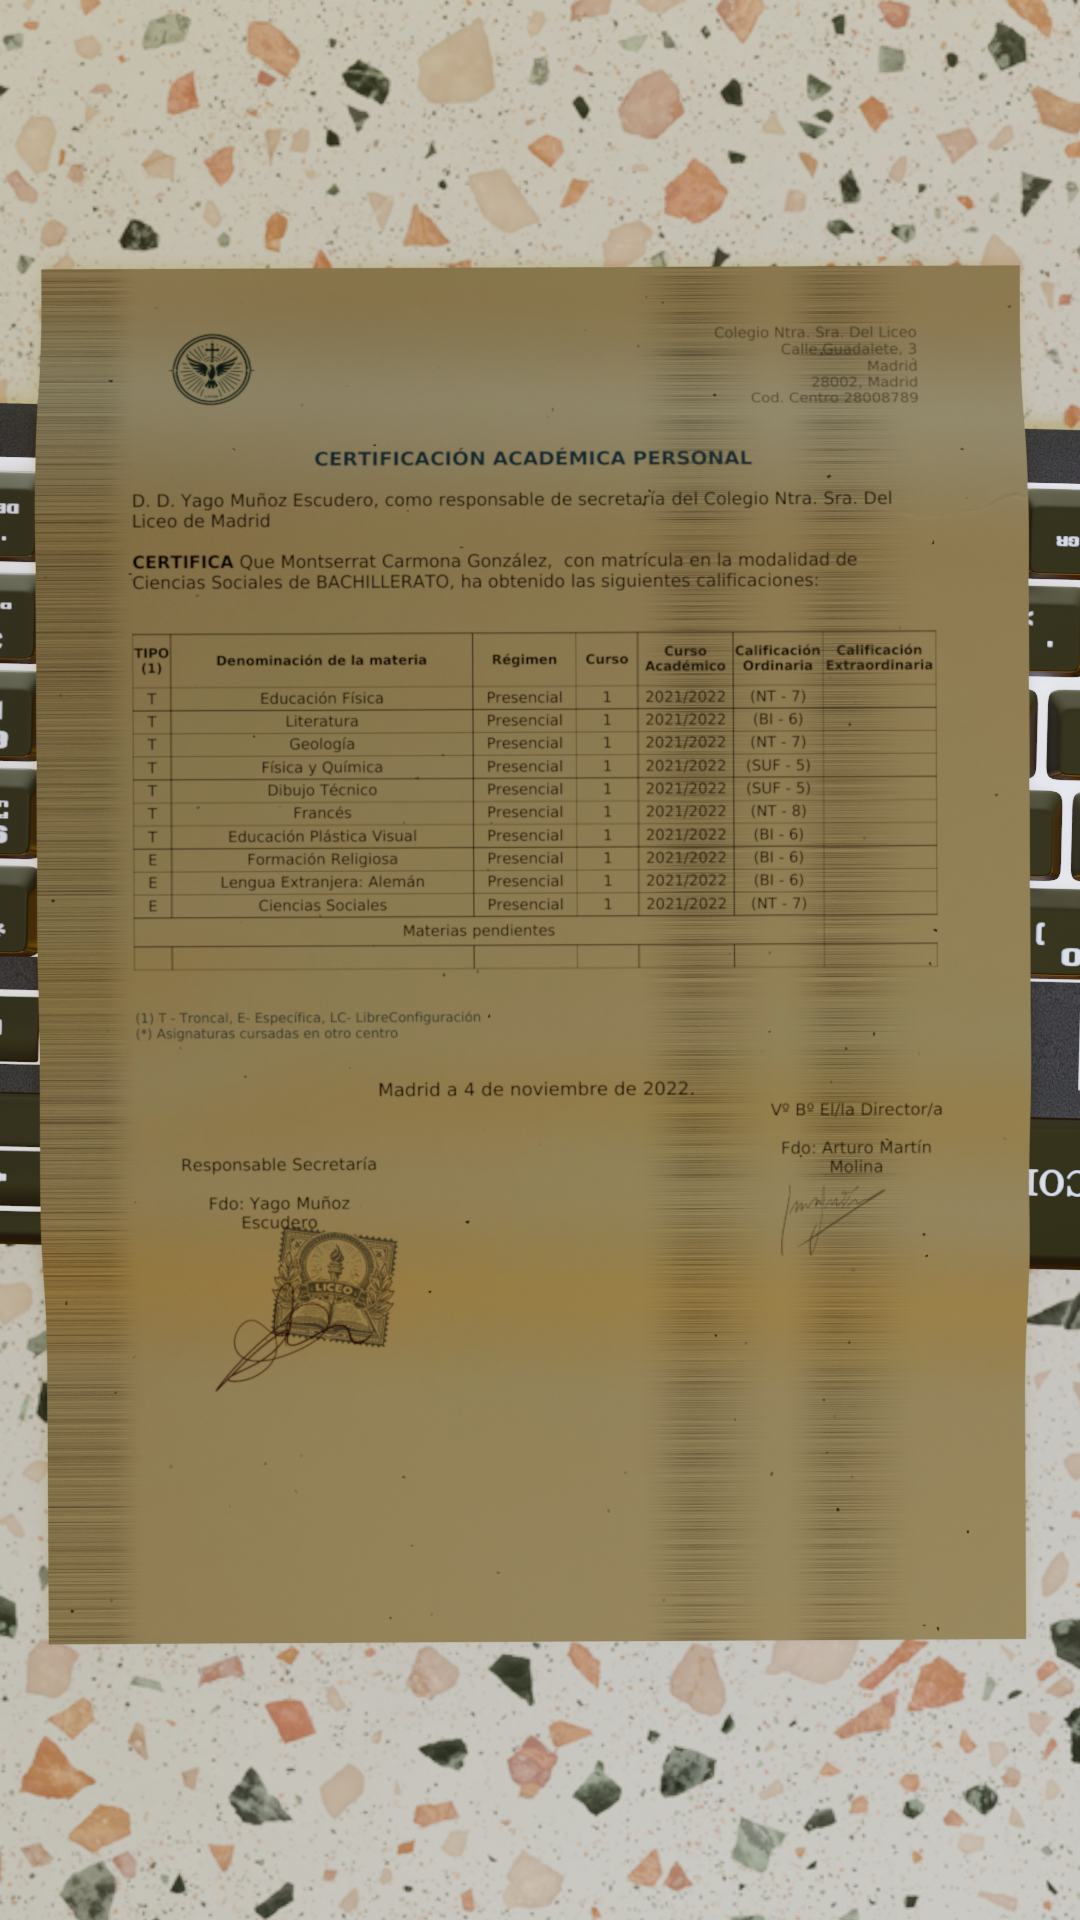 Colegio Ntra. Sra. Del Liceo
Calle Guadalete, 3
Madrid
28002, Madrid
Cod. Centro 28008789
CERTIFICACIÓN ACADÉMICA PERSONAL
D. D. Yago Muñoz Escudero, como responsable de secretaría del Colegio Ntra. Sra. Del
Liceo de Madrid
CERTIFICA Que Montserrat Carmona González, con matrícula en la modalidad de
Ciencias Sociales de BACHILLERATO, ha obtenido las siguientes calificaciones:
TIPO (1) Denominación de la materia Régimen Curso Curso Académico Calificación Ordinaria Calificación Extraordinaria
T Educación Física Presencial 1 2021/2022 (NT - 7)
T Literatura Presencial 1 2021/2022 (BI - 6)
T Geología Presencial 1 2021/2022 (NT - 7)
T Física y Química Presencial 1 2021/2022 (SUF - 5)
T Dibujo Técnico Presencial 1 2021/2022 (SUF - 5)
T Francés Presencial 1 2021/2022 (NT - 8)
T Educación Plástica Visual Presencial 1 2021/2022 (BI - 6)
E Formación Religiosa Presencial 1 2021/2022 (BI - 6)
E Lengua Extranjera: Alemán Presencial 1 2021/2022 (BI - 6)
E Ciencias Sociales Presencial 1 2021/2022 (NT - 7)
Materias pendientes
(1) T - Troncal, E- Específica, LC- LibreConfiguración
(*) Asignaturas cursadas en otro centro
Madrid a 4 de noviembre de 2022.
Vº Bº El/la Director/a
Fdo: Arturo Martín
Molina
Responsable Secretaría
Fdo: Yago Muñoz
Escudero
LICEO